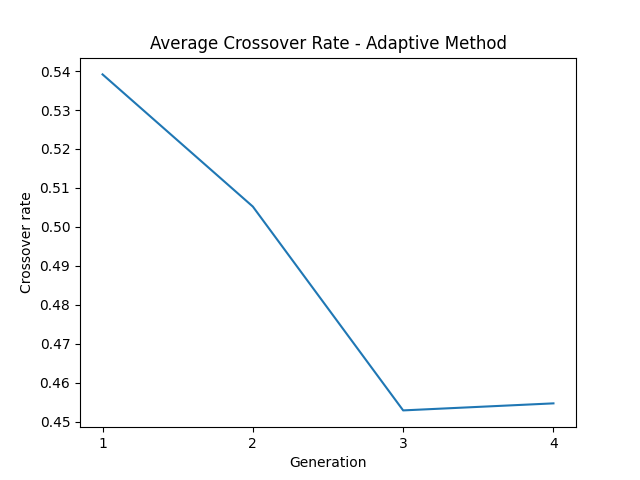 Average Crossover Rate - Adaptive Method
Crossover rate
0.54
0.53
0.52
0.51
0.50
0.49
0.48
0.47
0.46
0.45
1 2 3 4
Generation